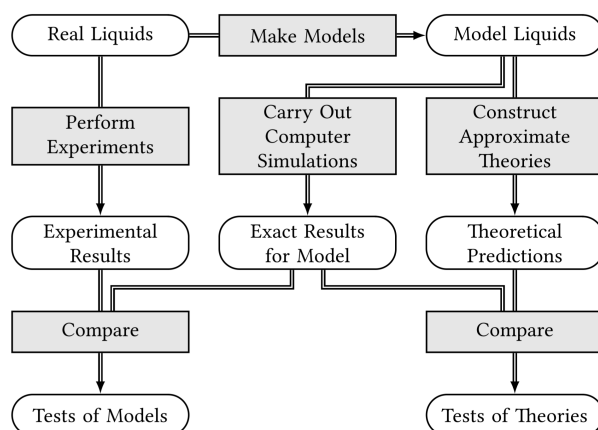 Real Liquids
Make Models
Model Liquids
Perform
Experiments
Carry Out
Computer
Simulations
Construct
Approximate
Theories
Experimental
Results
Exact Results
for Model
Theoretical
Predictions
Compare
Compare
Tests of Models
Tests of Theories